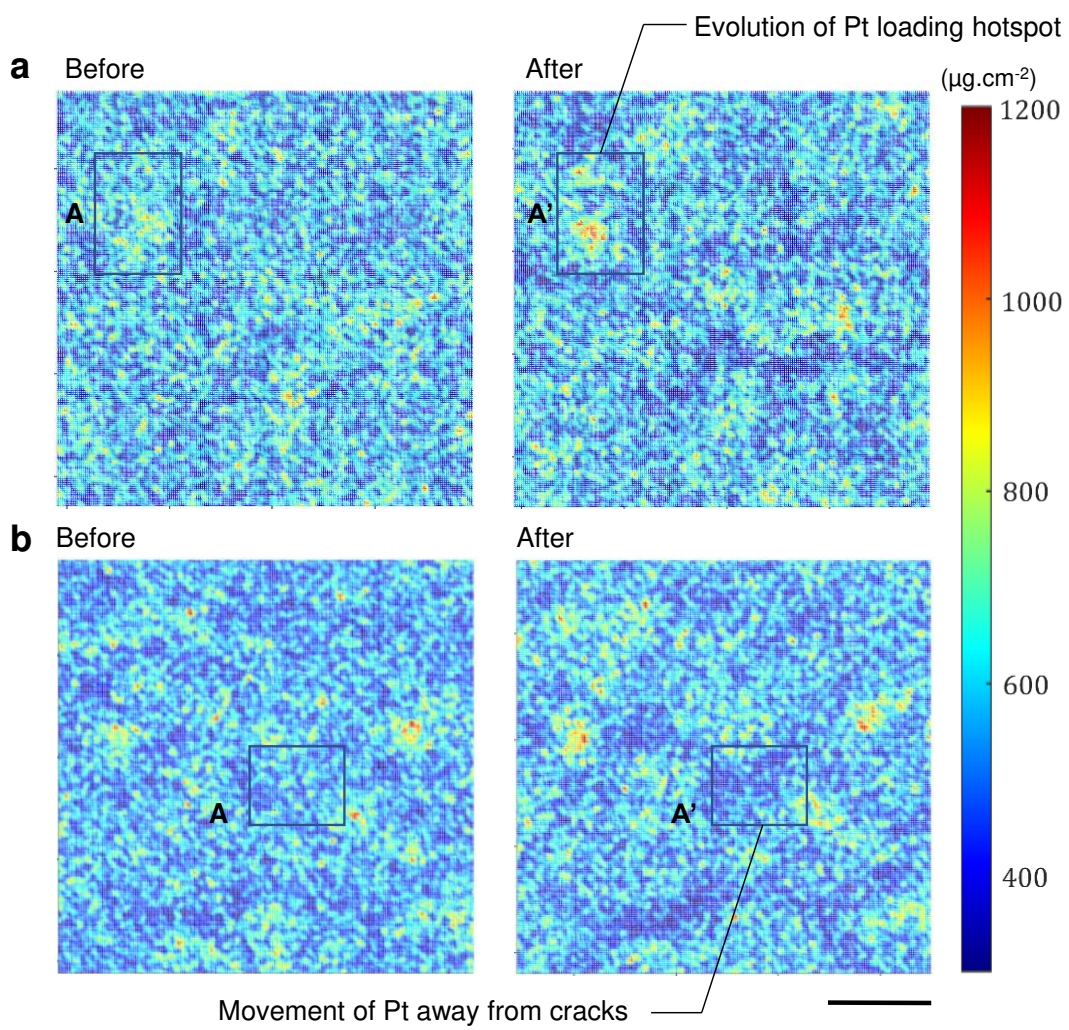 Evolution of Pt loading hotspot
a Before After (µg.cm-2)
1200
A A’
1000
800
b Before After
600
A A’
400
Movement of Pt away from cracks